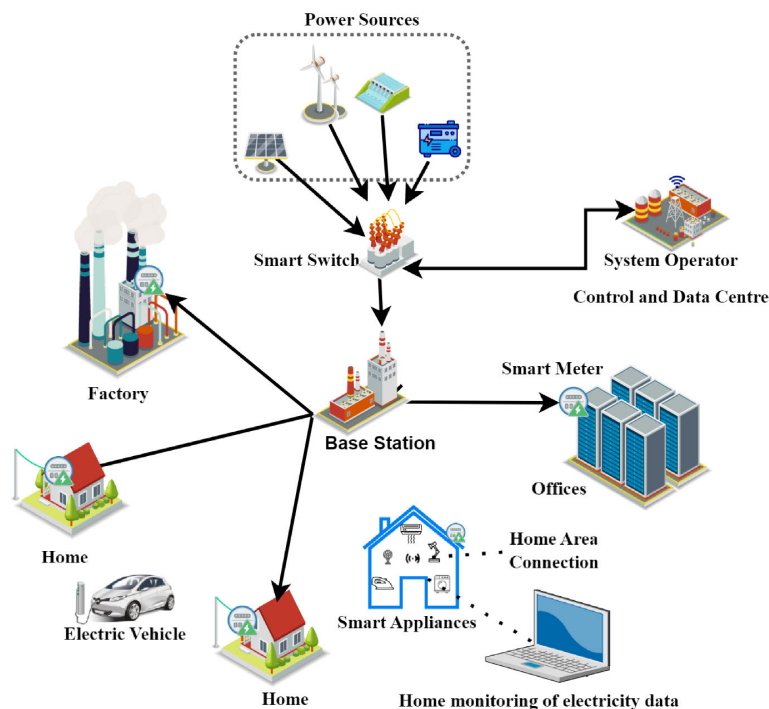 Power Sources
Smart Switch
System Operator
Control and Data Centre
Factory
Smart Meter
Base Station
Offices
Home
Home Area
Connection
Electric Vehicle
Smart Appliances
Home
Home monitoring of electricity data